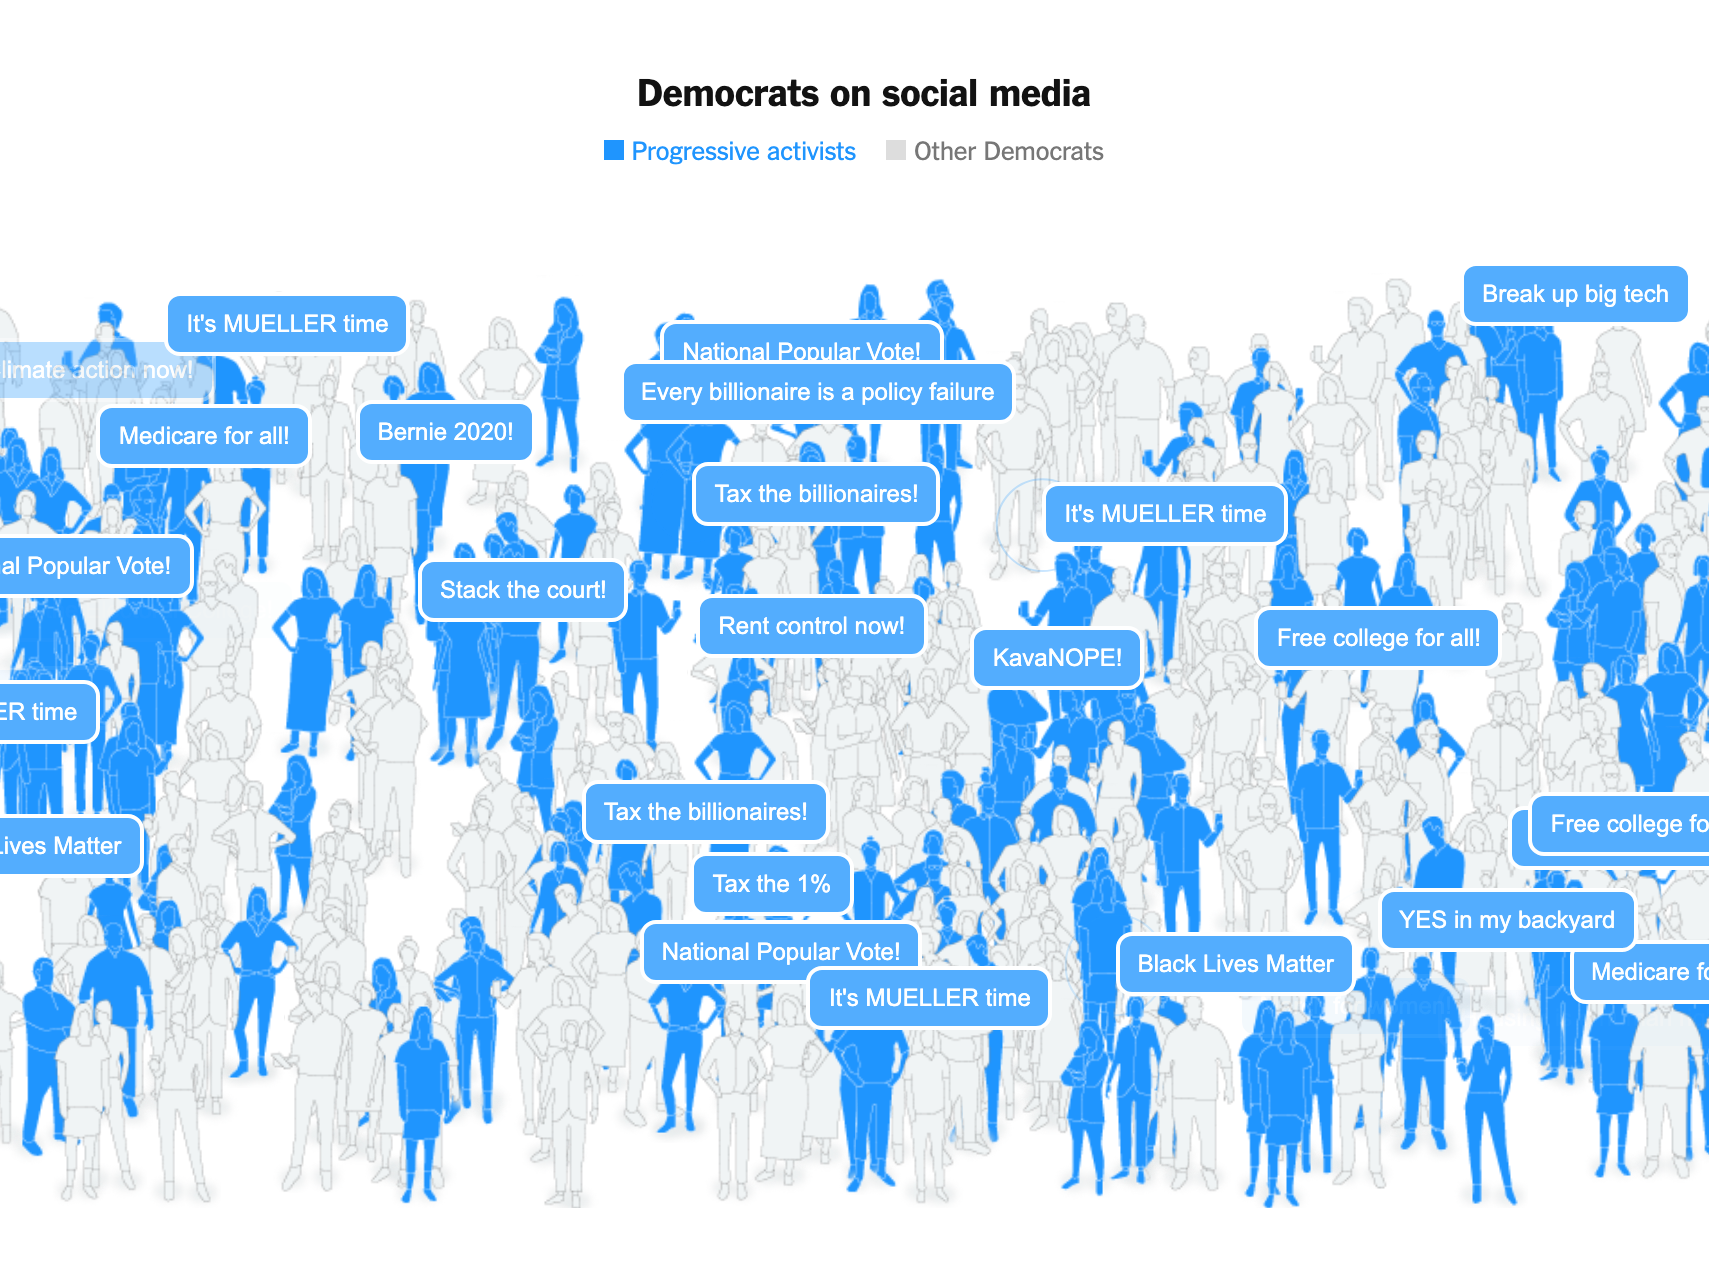 Democrats on social media
Progressive activists
Other Democrats
Break up big tech
It's MUELLER time
National Popular Vote!
limate action now!
Every billionaire is a policy failure
Medicare for all!
Bernie 2020!
Tax the billionaires!
It's MUELLER time
al Popular Vote!
Stack the court!
Rent control now!
Free college for all!
KavaNOPE!
ER time
Tax the billionaires!
Free college fo
Lives Matter
Tax the 1%
YES in my backyard
National Popular Vote!
Black Lives Matter
Medicare fo
It's MUELLER time